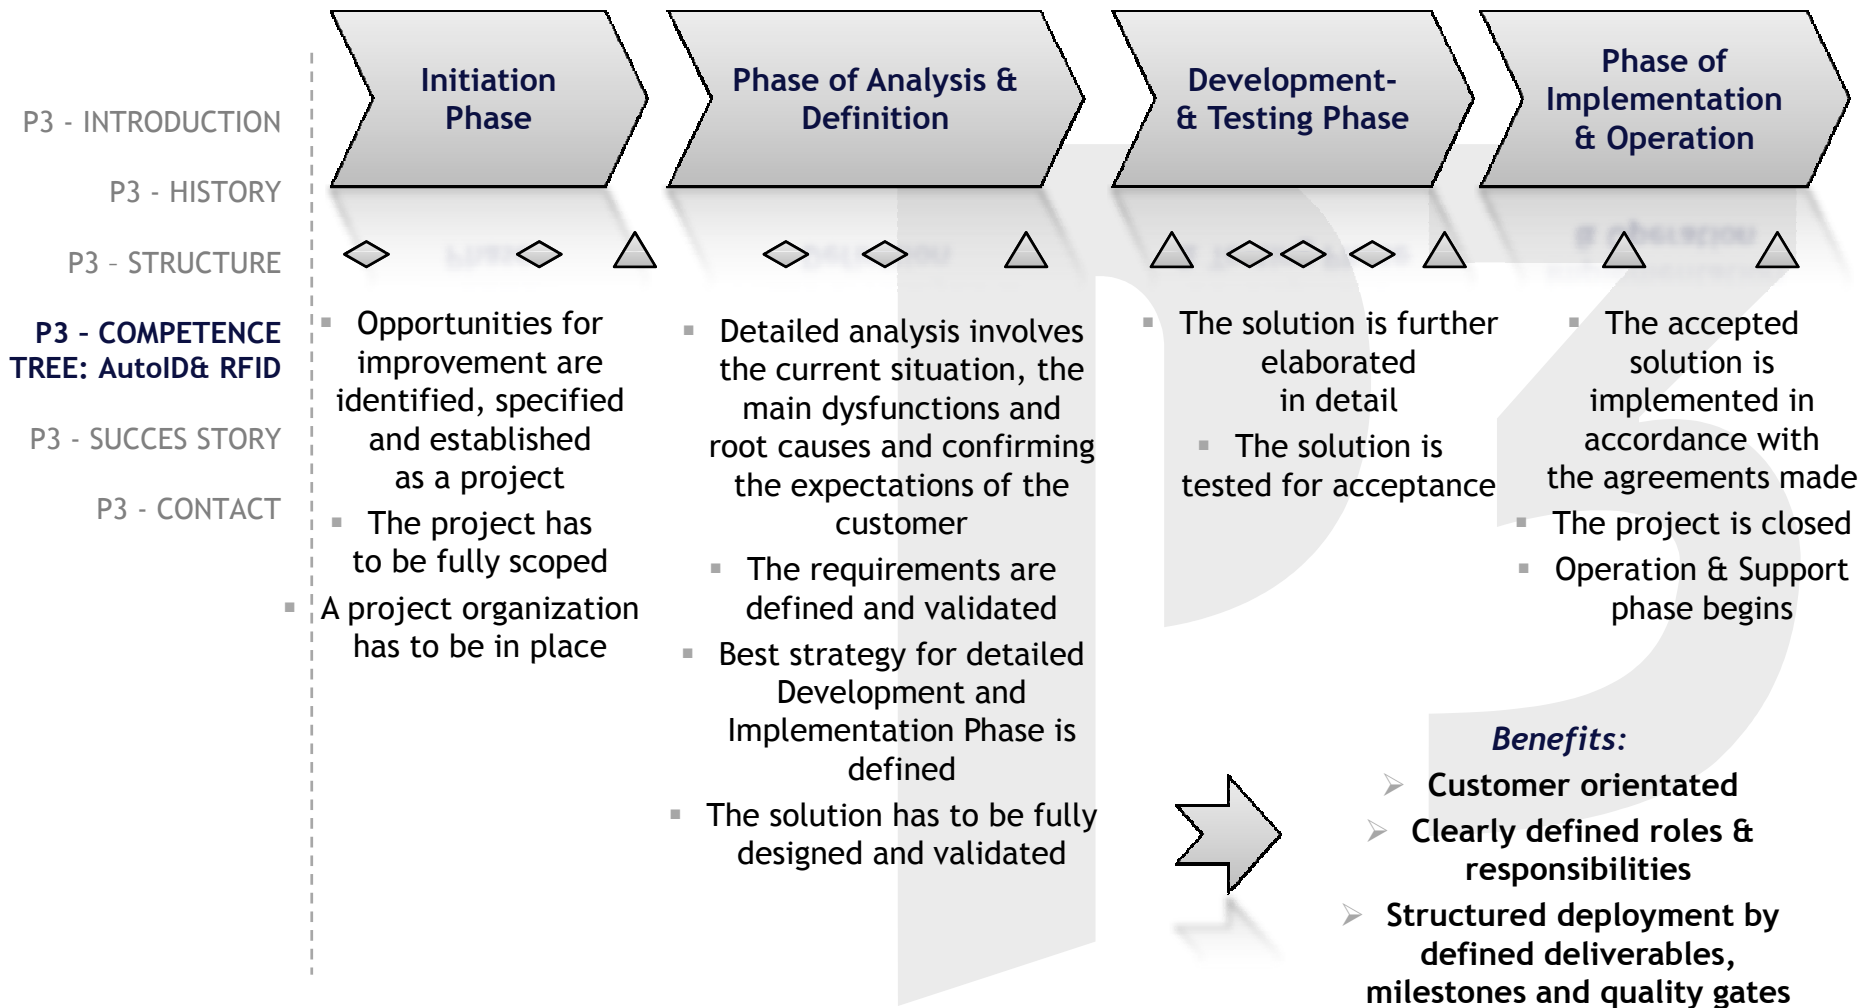 P3 - INTRODUCTION
P3 - HISTORY
P3 – STRUCTURE
P3 – COMPETENCE
TREE: AutoID& RFID
P3 - SUCCES STORY
P3 - CONTACT
Initiation
Phase
Phase of Analysis &
Definition
Development-
& Testing Phase
Phase of
Implementation
& Operation
▪ Opportunities for
improvement are
identified, specified
and established
as a project
▪ The project has
to be fully scoped
▪ A project organization
has to be in place
▪ Detailed analysis involves
the current situation, the
main dysfunctions and
root causes and confirming
the expectations of the
customer
▪ The requirements are
defined and validated
▪ Best strategy for detailed
Development and
Implementation Phase is
defined
▪ The solution has to be fully
designed and validated
▪ The solution is further
elaborated
in detail
▪ The solution is
tested for acceptance
▪ The accepted
solution is
implemented in
accordance with
the agreements made
▪ The project is closed
▪ Operation & Support
phase begins
Benefits:
➢ Customer orientated
➢ Clearly defined roles &
responsibilities
➢ Structured deployment by
defined deliverables,
milestones and quality gates
P3